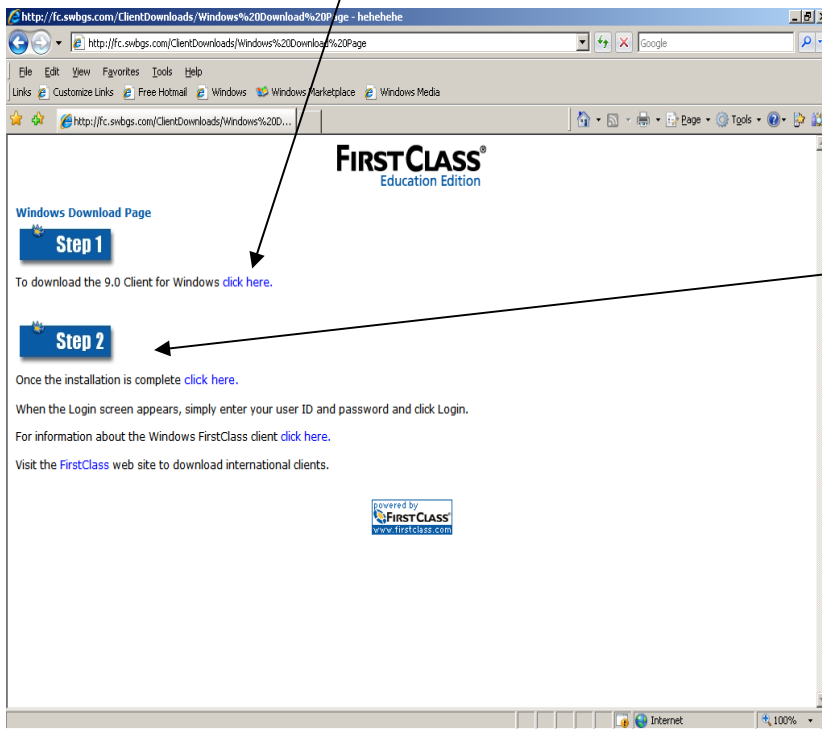 http://fc.swbgs.com/ClientDownloads/Windows%20Download%20Page - hehehehe
http://fc.swbgs.com/ClientDownloads/Windows%20Download%20Page
Google
File Edit View Favorites Tools Help
Links Customize Links Free Hotmail Windows Windows Marketplace Windows Media
http://fc.swbgs.com/ClientDownloads/Windows%20D...
Page Tools
FIRSTCLASS®
Education Edition
Windows Download Page
Step 1
To download the 9.0 Client for Windows click here.
Step 2
Once the installation is complete click here.
When the Login screen appears, simply enter your user ID and password and click Login.
For information about the Windows FirstClass client click here.
Visit the FirstClass web site to download international clients.
powered by
FIRSTCLASS®
www.firstclass.com
Internet 100%